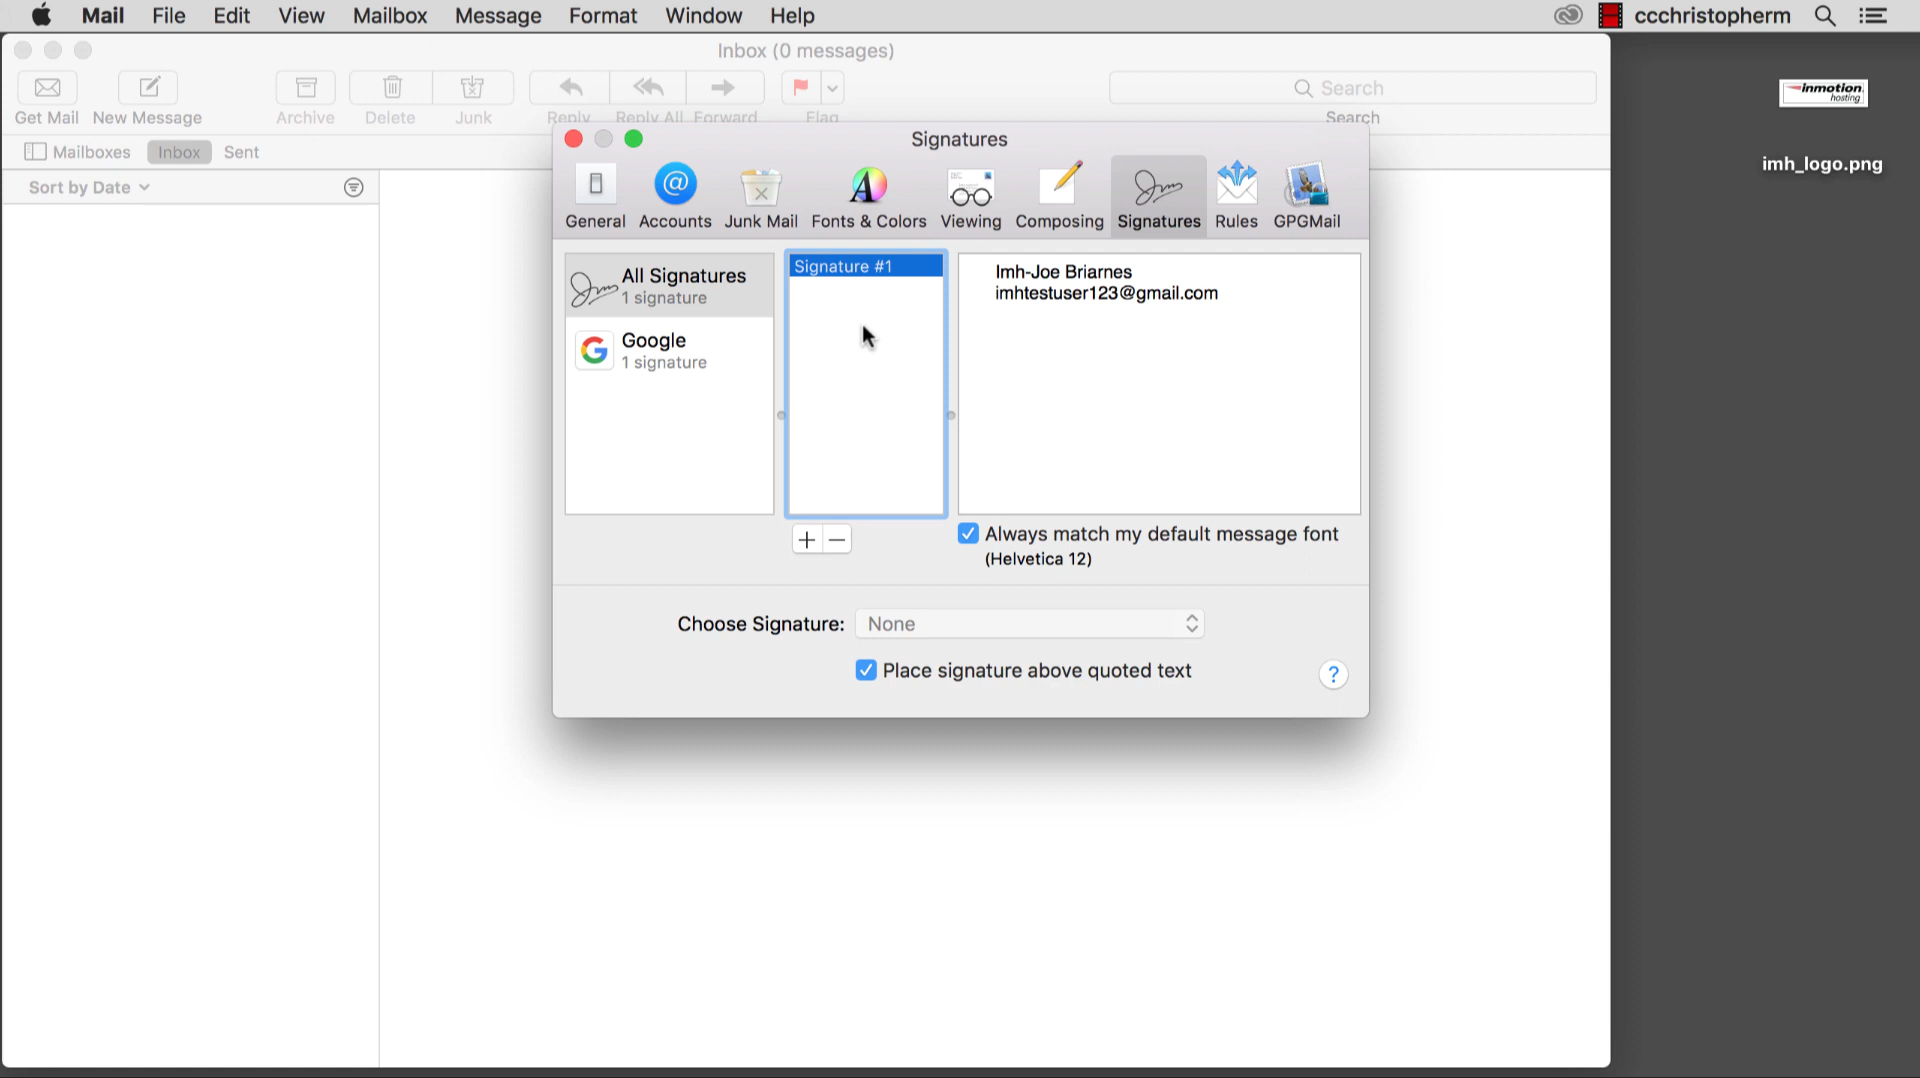 Mail File Edit View Mailbox Message Format Window Help ccchristopherm
Inbox (0 messages)
Search
Get Mail New Message Archive Delete Junk Reply Reply All Forward Flag Search
Mailboxes Inbox Sent
Sort by Date
Signatures
General Accounts Junk Mail Fonts & Colors Viewing Composing Signatures Rules GPGMail
All Signatures
1 signature
Google
1 signature
Signature #1
Imh-Joe Briarnes
imhtestuser123@gmail.com
+ −
Always match my default message font
(Helvetica 12)
Choose Signature: None
Place signature above quoted text
?
inmotion
hosting
imh_logo.png